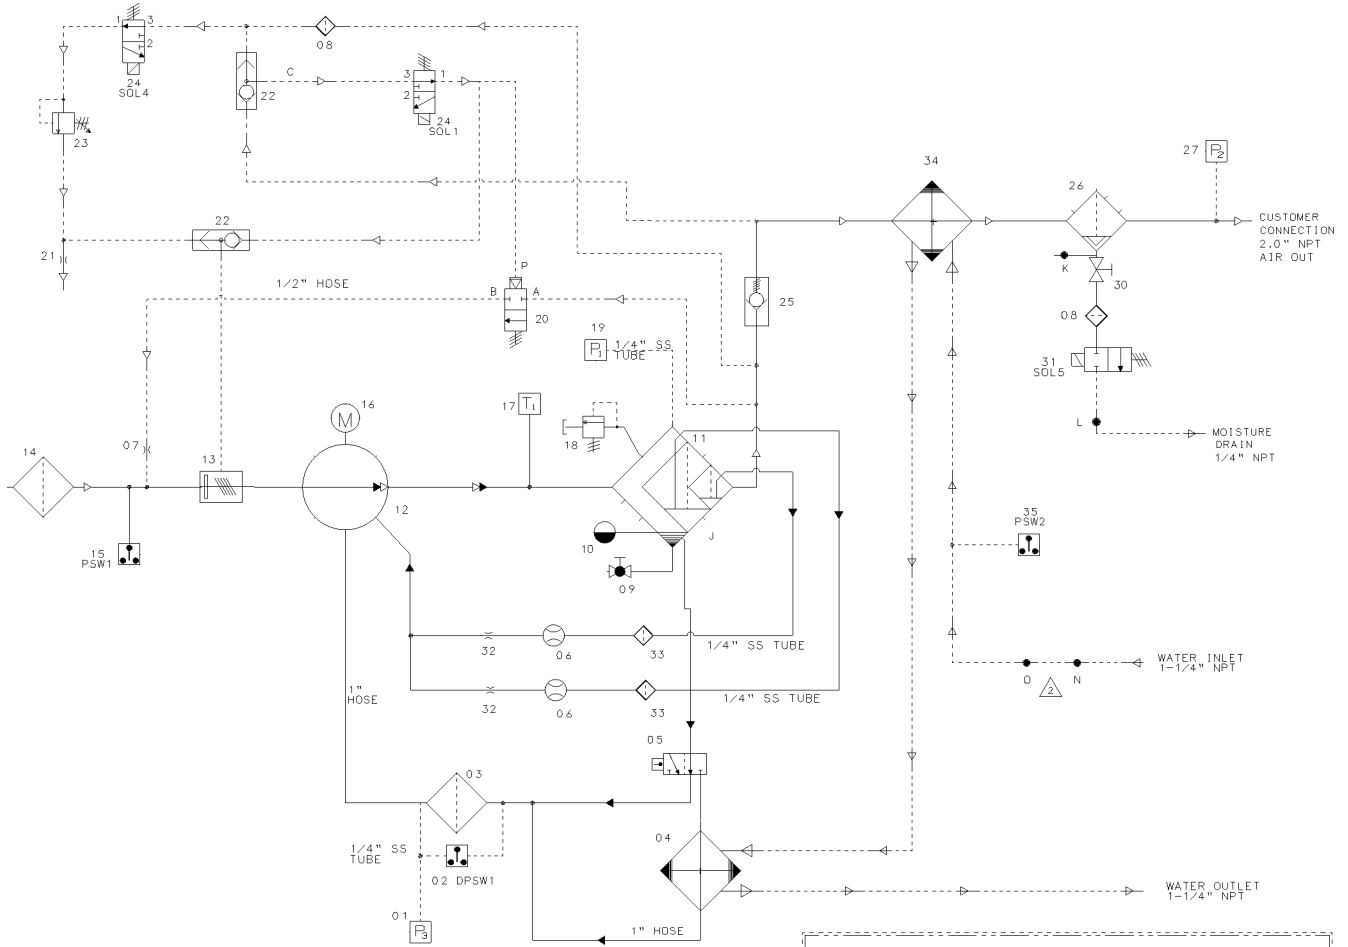 1
3
2
24
SOL4
08
22
C
3
1
2
24
SOL1
23
34
27
P2
26
CUSTOMER
CONNECTION
2.0" NPT
AIR OUT
22
21
K
30
1/2" HOSE
P
B
A
20
25
19
P1
1/4" SS
TUBE
08
31
SOL5
L
MOISTURE
DRAIN
1/4" NPT
16
M
17
T1
18
11
14
07
13
12
10
J
09
15
PSW1
35
PSW2
32
06
33
1/4" SS TUBE
WATER INLET
1-1/4" NPT
O
2
N
1"
HOSE
32
06
33
1/4" SS TUBE
05
03
04
1/4" SS
TUBE
02 DPSW1
01
P3
1" HOSE
WATER OUTLET
1-1/4" NPT